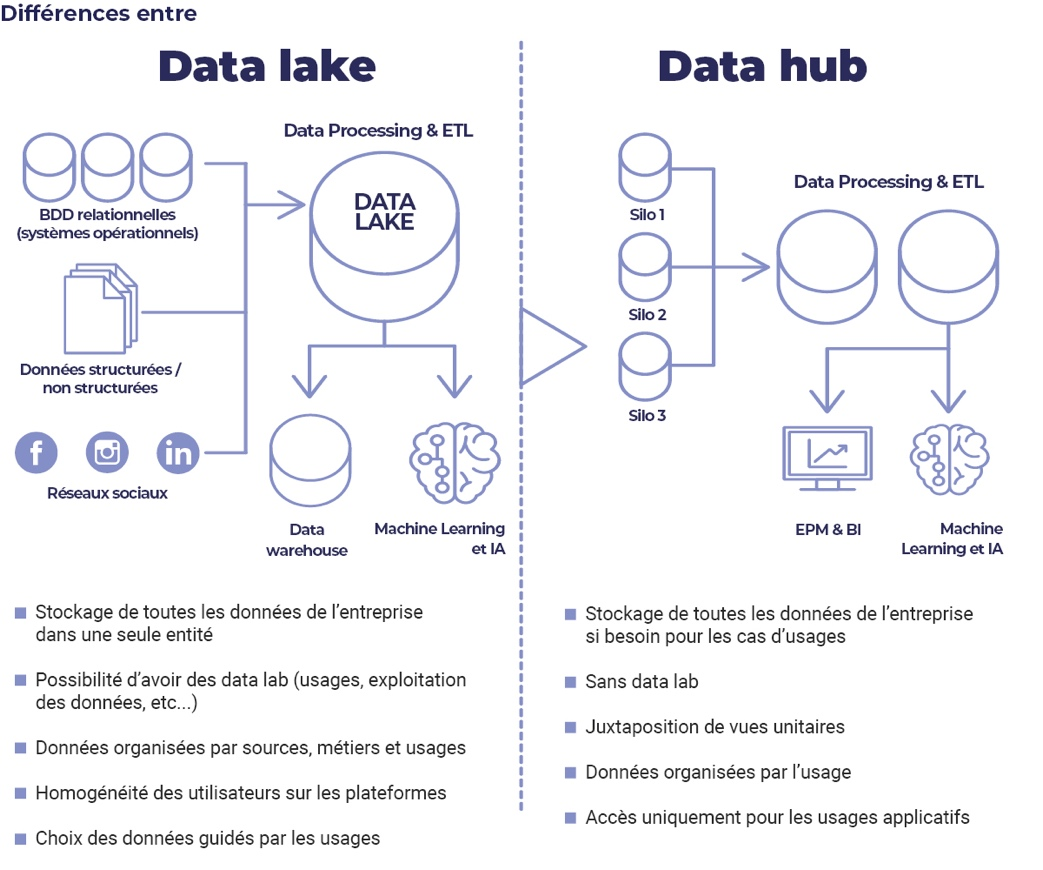 Différences entre
Data lake
Data Processing & ETL
DATA
LAKE
BDD relationnelles
(systèmes opérationnels)
Données structurées /
non structurées
f
in
Réseaux sociaux
Data
warehouse
Machine Learning
et IA
Stockage de toutes les données de l'entreprise
dans une seule entité
Possibilité d'avoir des data lab (usages, exploitation
des données, etc...)
Données organisées par sources, métiers et usages
Homogénéité des utilisateurs sur les plateformes
Choix des données guidés par les usages
Data hub
Silo 1
Silo 2
Silo 3
Data Processing & ETL
EPM & BI
Machine
Learning et IA
Stockage de toutes les données de l'entreprise
si besoin pour les cas d'usages
Sans data lab
Juxtaposition de vues unitaires
Données organisées par l'usage
Accès uniquement pour les usages applicatifs